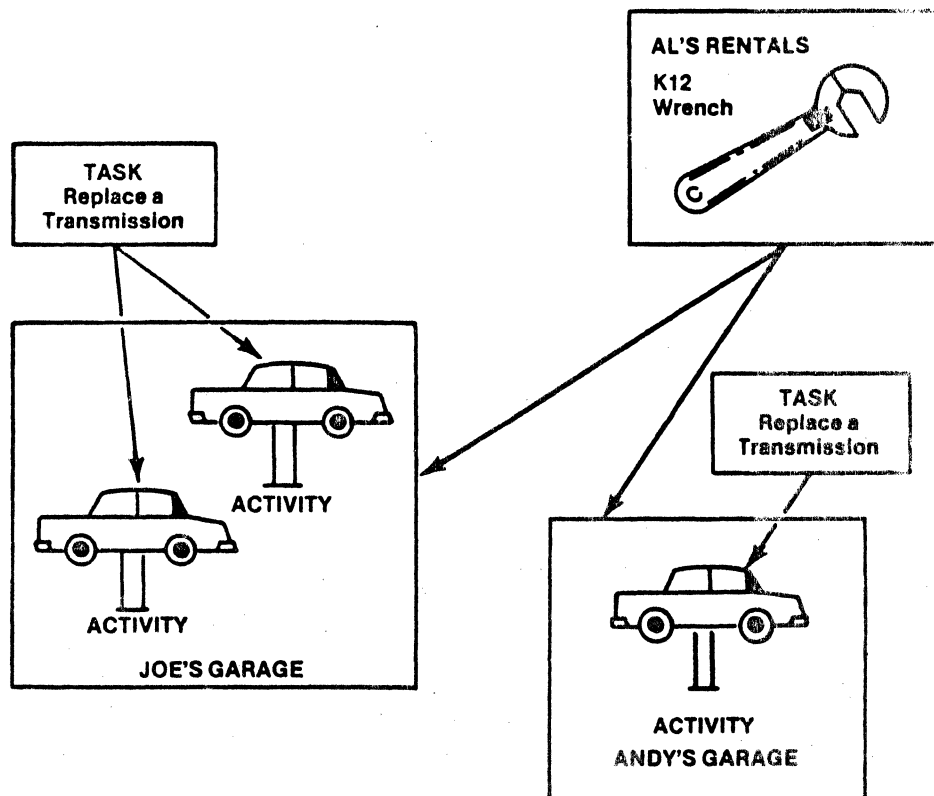 AL'S RENTALS
K12
Wrench
TASK
Replace a
Transmission
ACTIVITY
ACTIVITY
JOE'S GARAGE
TASK
Replace a
Transmission
ACTIVITY
ANDY'S GARAGE